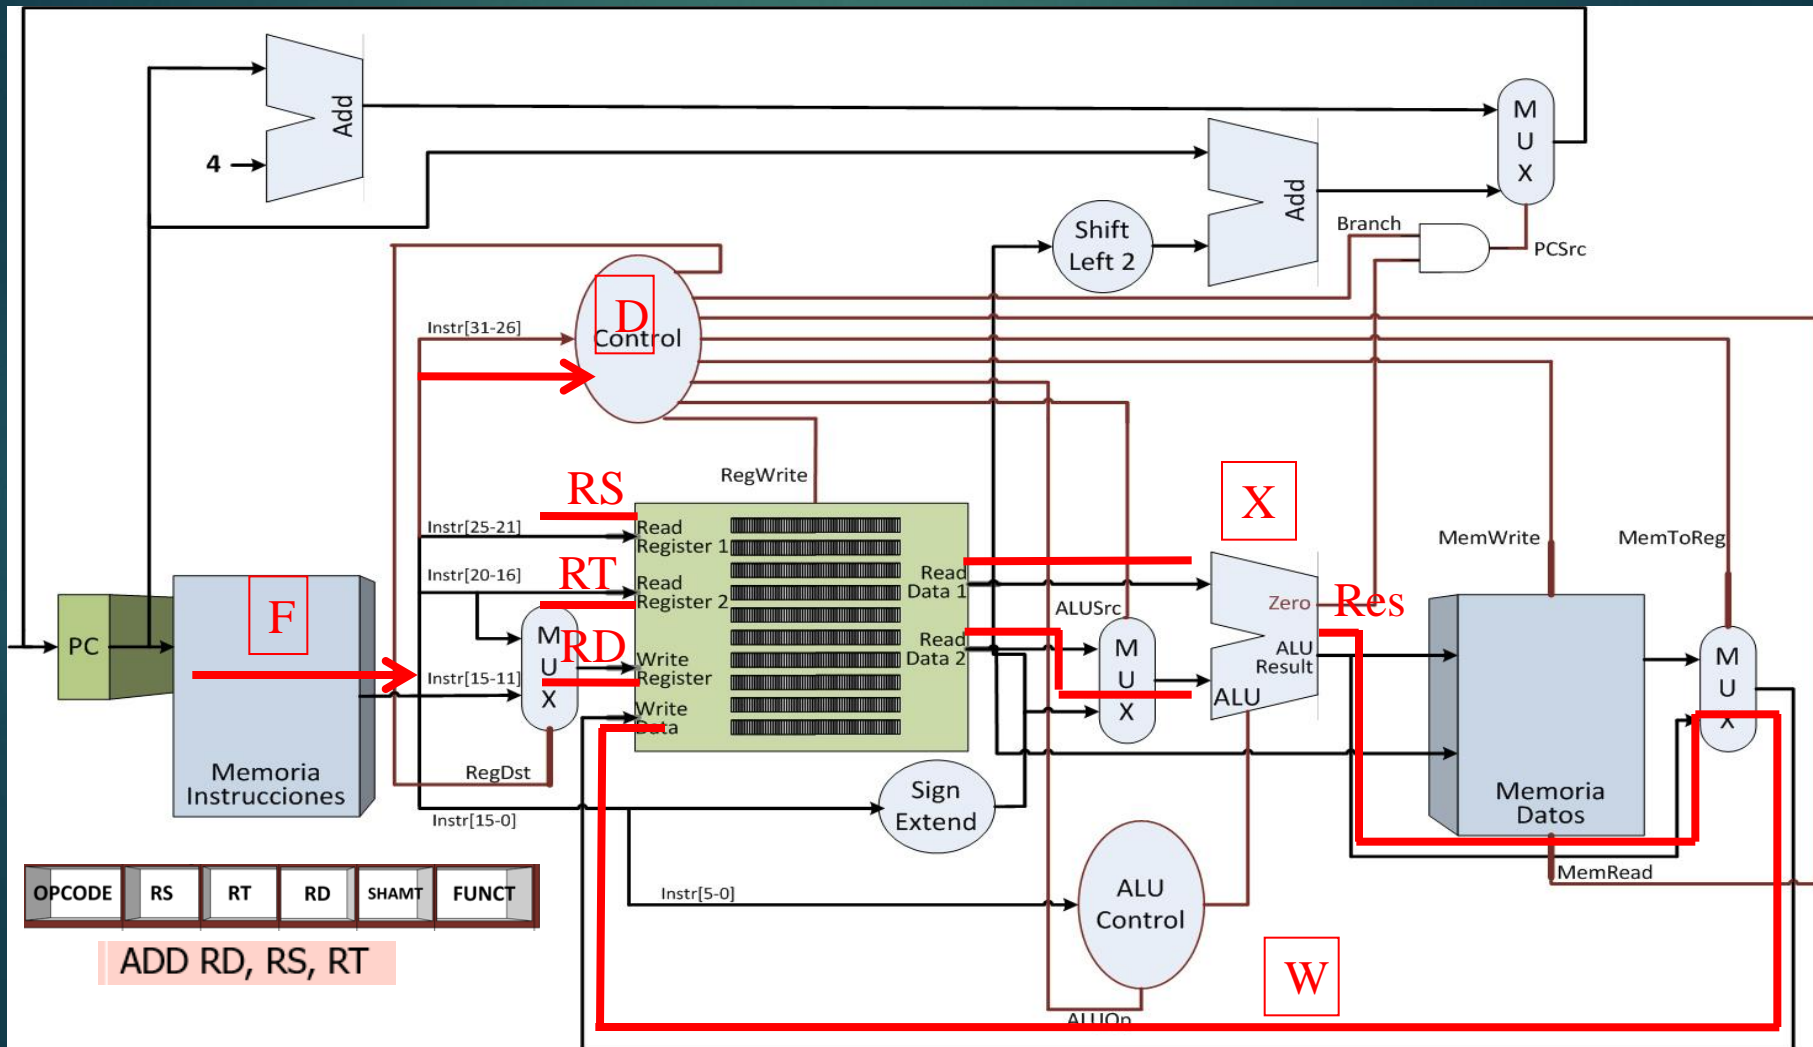 Add
4
M
U
X
Add
Shift
Left 2
Branch
PCSrc
D
Control
Instr[31-26]
RegWrite
RS
Instr[25-21]
Read
Register 1
X
MemWrite
MemToReg
RT
Instr[20-16]
Read
Register 2
Read
Data 1
ALUSrc
Zero
Res
F
PC
M
U
X
RD
Write
Register
Read
Data 2
M
U
X
ALU
Result
ALU
M
U
X
Instr[15-11]
Write
Data
RegDst
Memoria
Instrucciones
Instr[15-0]
Sign
Extend
Memoria
Datos
MemRead
OPCODE RS RT RD SHAMT FUNCT
Instr[5-0]
ALU
Control
ADD RD, RS, RT
W
ALUOp